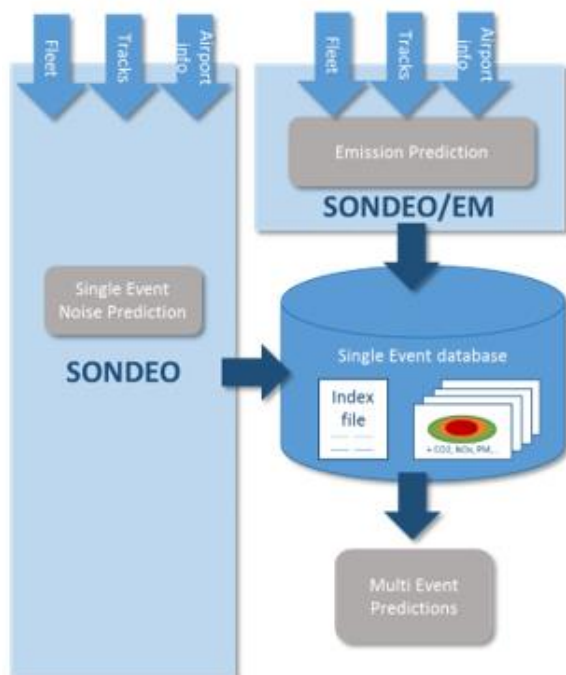 Fleet
Tracks
Airport
info
Fleet
Tracks
Airport
info
Emission Prediction
SONDEO/EM
Single Event
Noise Prediction
SONDEO
Single Event database
Index
file
+ CO2, NOx, PM,...
Multi Event
Predictions